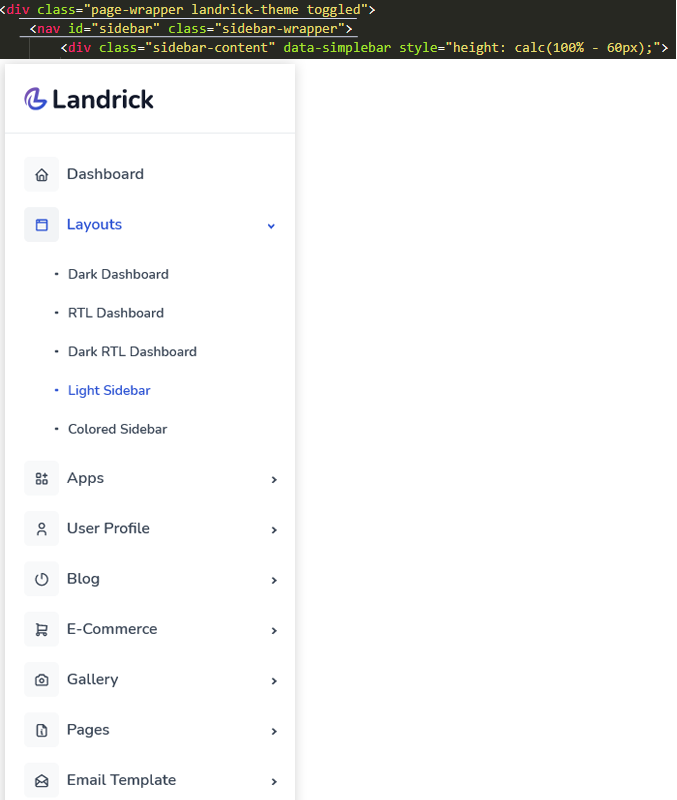 <div class="page-wrapper landrick-theme toggled">
<nav id="sidebar" class="sidebar-wrapper">
<div class="sidebar-content" data-simplebar style="height: calc(100% - 60px);">
Landrick
Dashboard
Layouts
Dark Dashboard
RTL Dashboard
Dark RTL Dashboard
Light Sidebar
Colored Sidebar
Apps
User Profile
Blog
E-Commerce
Gallery
Pages
Email Template